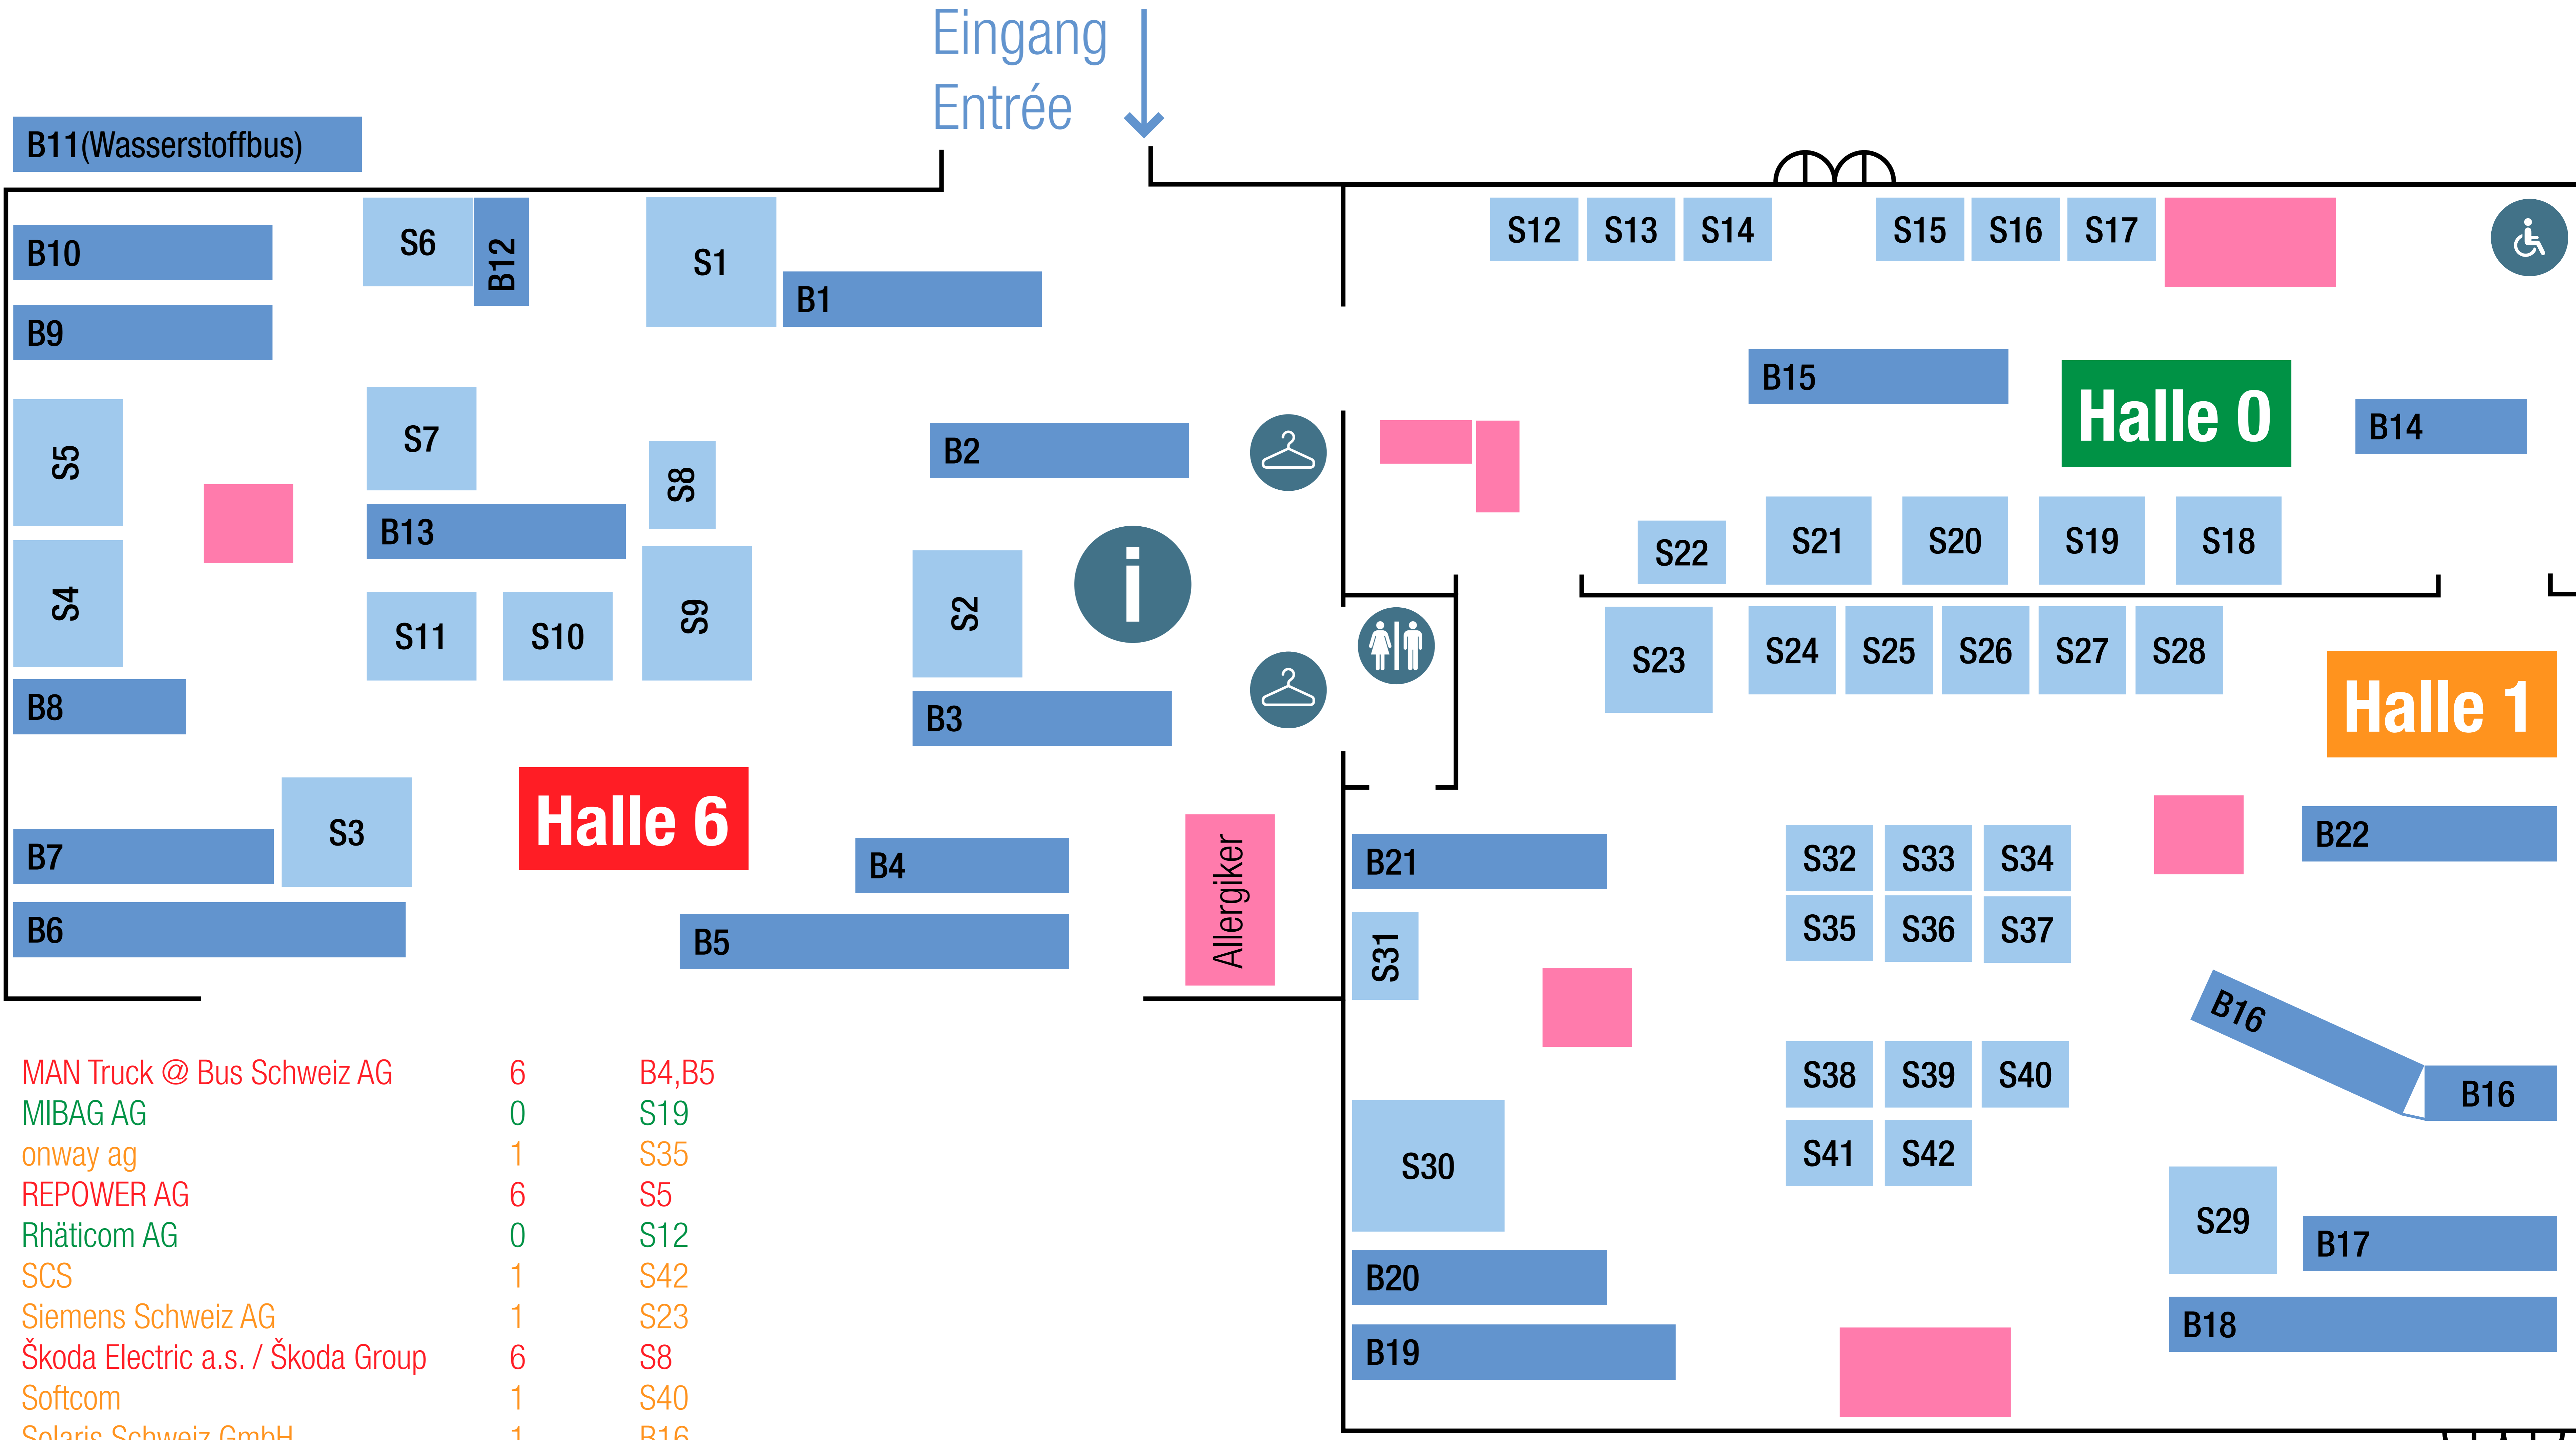 Eingang
Entrée
B11(Wasserstoffbus)
B10
S6
B12
S1
B1
S12
S13
S14
S15
S16
S17
B9
B15
Halle 0
B14
S5
S7
S8
B2
B13
i
S22
S21
S20
S19
S18
S4
S11
S10
S9
S2
S23
S24
S25
S26
S27
S28
Halle 1
B8
B3
B7
S3
Halle 6
B4
Allergiker
B21
S32
S33
S34
B22
B6
B5
S31
S35
S36
S37
B16
MAN Truck @ Bus Schweiz AG 6 B4,B5
MIBAG AG 0 S19
onway ag 1 S35
REPOWER AG 6 S5
Rhäticom AG 0 S12
SCS 1 S42
Siemens Schweiz AG 1 S23
Škoda Electric a.s. / Škoda Group 6 S8
Softcom 1 S40
Solaris Schweiz GmbH 1 B16
S38
S39
S40
B16
S30
S41
S42
S29
B17
B20
B18
B19